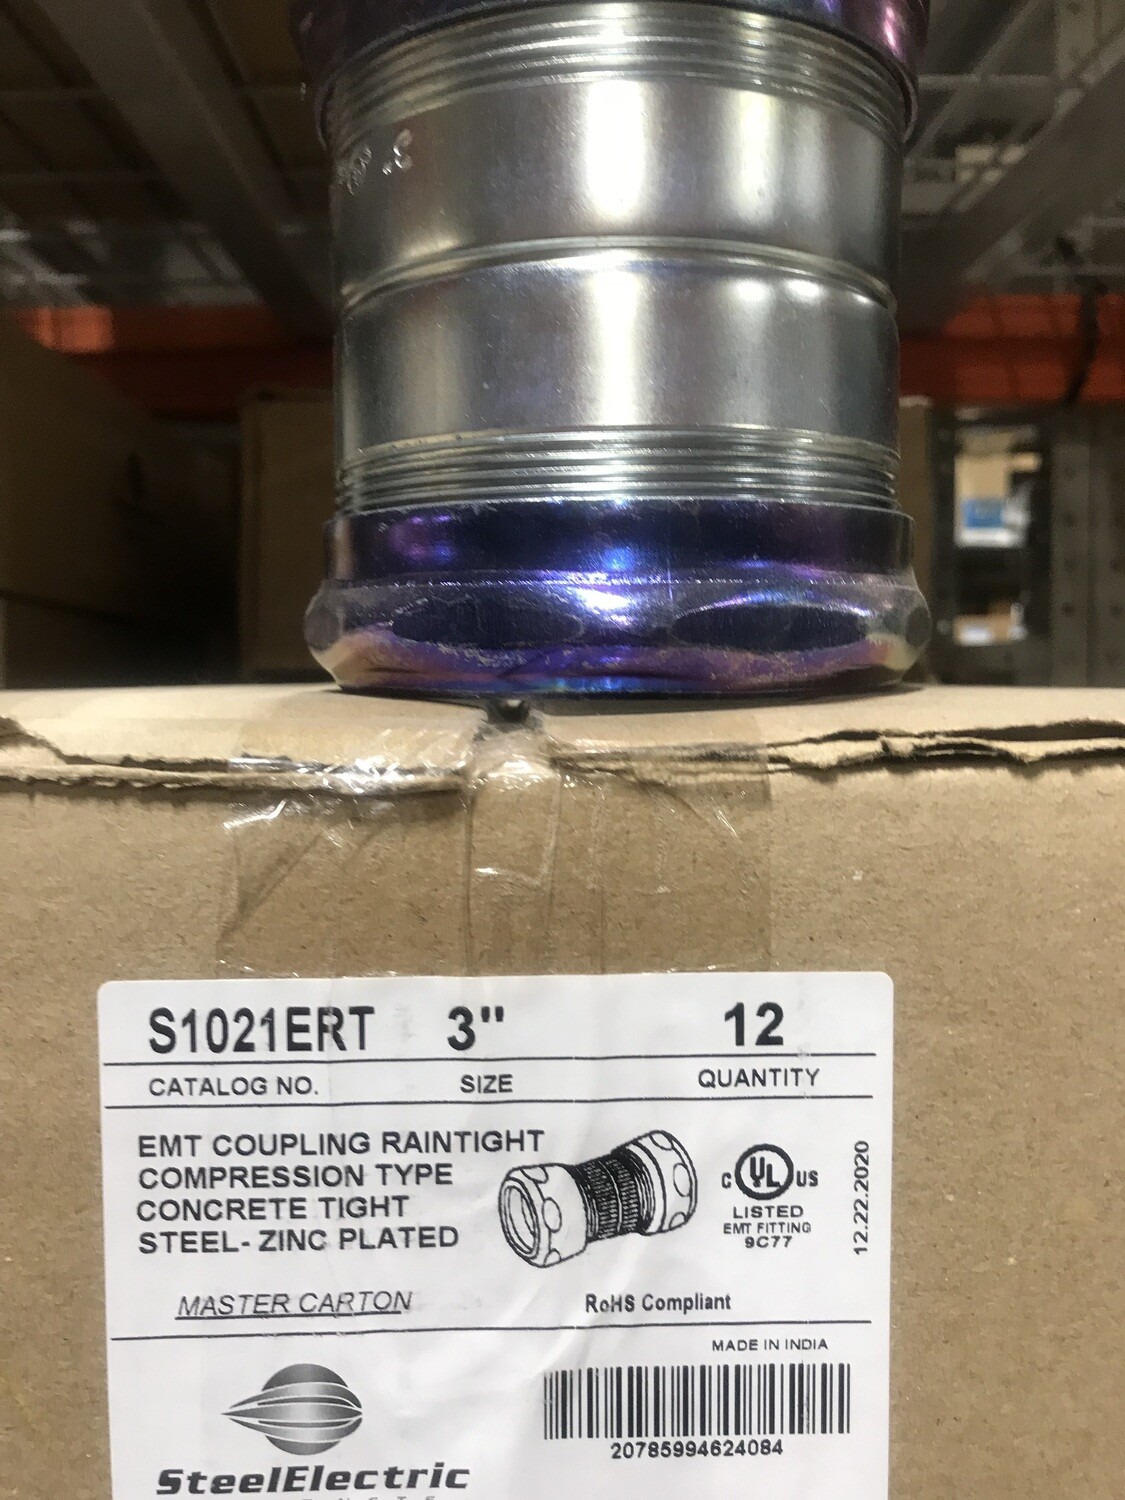 S1021ERT 3" 12
CATALOG NO. SIZE QUANTITY
EMT COUPLING RAINTIGHT
COMPRESSION TYPE
CONCRETE TIGHT
STEEL- ZINC PLATED
C UL US
LISTED
EMT FITTING
9C77
12.22.2020
MASTER CARTON RoHS Compliant
MADE IN INDIA
20785994624084
SteelElectric